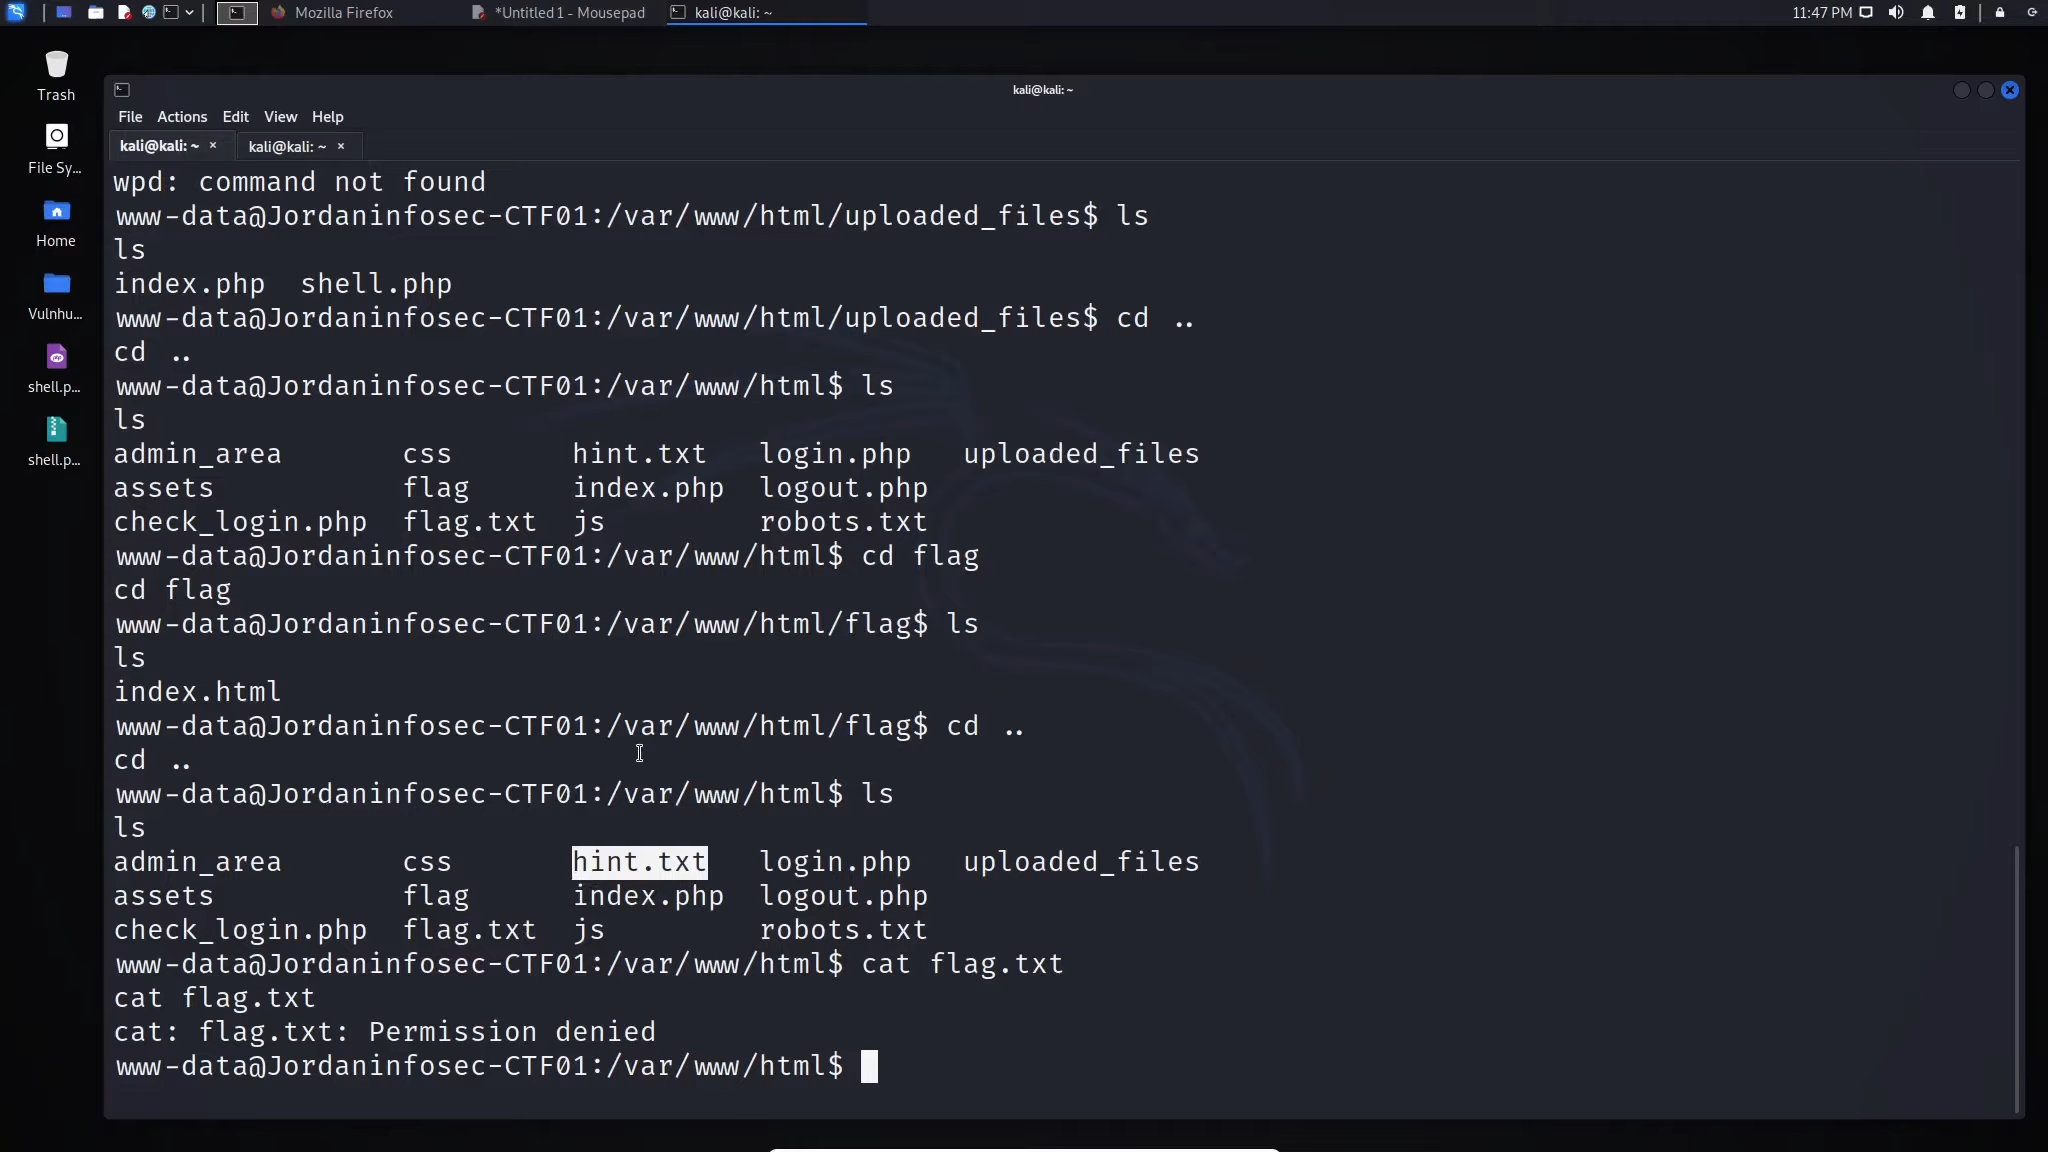 Mozilla Firefox
*Untitled 1 - Mousepad
kali@kali: ~
11:47 PM
Trash
File Sy...
Home
Vulnhu...
shell.p...
shell.p...
kali@kali: ~
File Actions Edit View Help
kali@kali: ~ ×
kali@kali: ~ ×
wpd: command not found
www-data@Jordaninfosec-CTF01:/var/www/html/uploaded_files$ ls
ls
index.php  shell.php
www-data@Jordaninfosec-CTF01:/var/www/html/uploaded_files$ cd ..
cd ..
www-data@Jordaninfosec-CTF01:/var/www/html$ ls
ls
admin_area       css       hint.txt   login.php   uploaded_files
assets           flag      index.php  logout.php
check_login.php  flag.txt  js         robots.txt
www-data@Jordaninfosec-CTF01:/var/www/html$ cd flag
cd flag
www-data@Jordaninfosec-CTF01:/var/www/html/flag$ ls
ls
index.html
www-data@Jordaninfosec-CTF01:/var/www/html/flag$ cd ..
cd ..
www-data@Jordaninfosec-CTF01:/var/www/html$ ls
ls
admin_area       css       hint.txt   login.php   uploaded_files
assets           flag      index.php  logout.php
check_login.php  flag.txt  js         robots.txt
www-data@Jordaninfosec-CTF01:/var/www/html$ cat flag.txt
cat flag.txt
cat: flag.txt: Permission denied
www-data@Jordaninfosec-CTF01:/var/www/html$